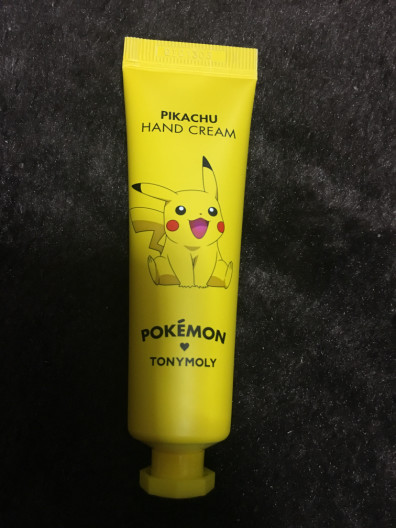 PIKACHU
HAND CREAM
POKÉMON
♥
TONYMOLY